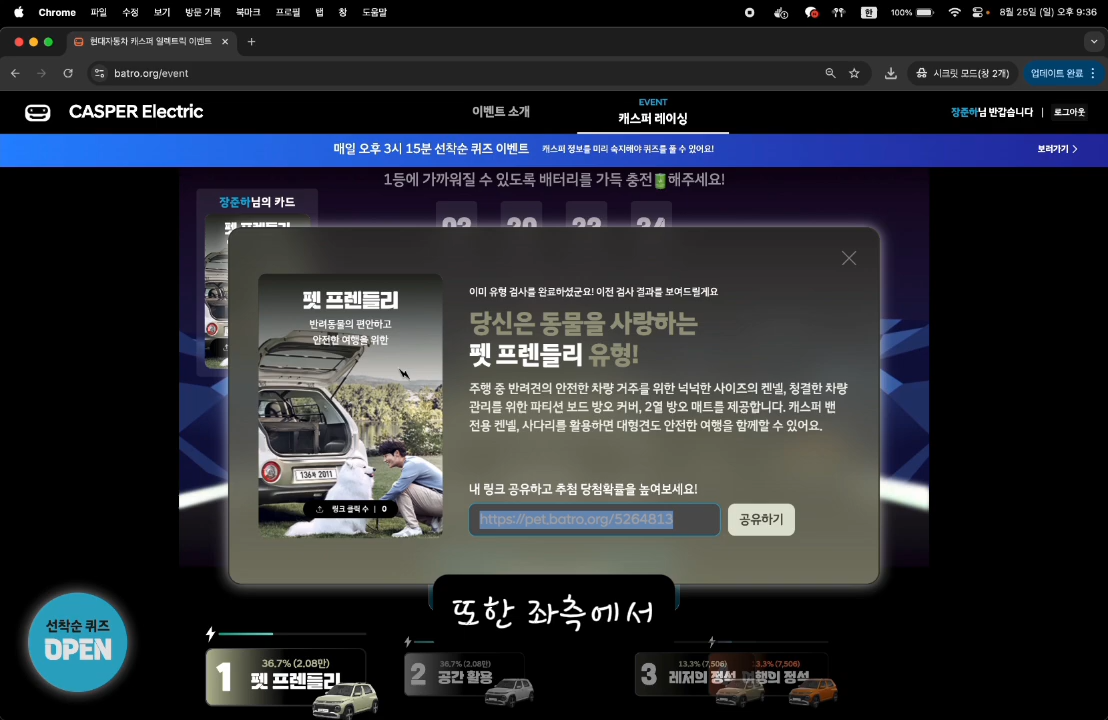 Chrome 파일 수정 보기 방문 기록 북마크 프로필 탭 창 도움말 한 100% 8월 25일 (일) 오후 9:36
현대자동차 캐스퍼 일렉트릭 이벤트
batro.org/event 시크릿 모드(창 2개) 업데이트 완료
CASPER Electric 이벤트 소개 EVENT 캐스퍼 레이싱 장준하님 반갑습니다 | 로그아웃
매일 오후 3시 15분 선착순 퀴즈 이벤트 캐스퍼 정보를 미리 숙지해야 퀴즈를 풀 수 있어요! 보러가기
1등에 가까워질 수 있도록 배터리를 가득 충전🔋해주세요!
장준하님의 카드
펫 프렌들리
반려동물의 편안하고
안전한 여행을 위한
136제 2011
링크 클릭 수 | 0
이미 유형 검사를 완료하셨군요! 이전 검사 결과를 보여드릴게요
당신은 동물을 사랑하는
펫 프렌들리 유형!
주행 중 반려견의 안전한 차량 거주를 위한 넉넉한 사이즈의 켄넬, 청결한 차량
관리를 위한 파티션 보드 방오 커버, 2열 방오 매트를 제공합니다. 캐스퍼 밴
전용 켄넬, 사다리를 활용하면 대형견도 안전한 여행을 함께할 수 있어요.
내 링크 공유하고 추첨 당첨확률을 높여보세요!
https://pet.batro.org/5264813 공유하기
또한 좌측에서
선착순 퀴즈
OPEN
1 36.7% (2.08만) 펫 프렌들리
2 36.7% (2.08만) 공간 활용
3 13.3% (7,506) 레저의 정석
13.3% (7,506) 여행의 정석